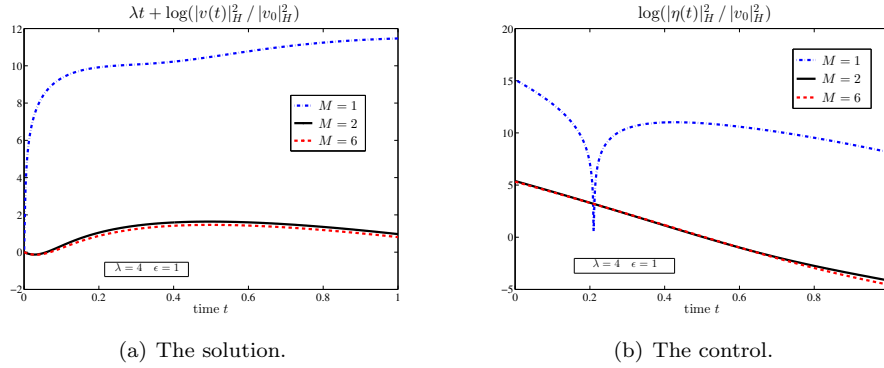 λt + log(|v(t)|²_H / |v₀|²_H)
12
10
8
6
4
2
0
−2
M = 1
M = 2
M = 6
λ = 4 ϵ = 1
0 0.2 0.4 0.6 0.8 1
time t
(a) The solution.
log(|η(t)|²_H / |v₀|²_H)
20
15
10
5
0
−5
M = 1
M = 2
M = 6
λ = 4 ϵ = 1
0 0.2 0.4 0.6 0.8
time t
(b) The control.